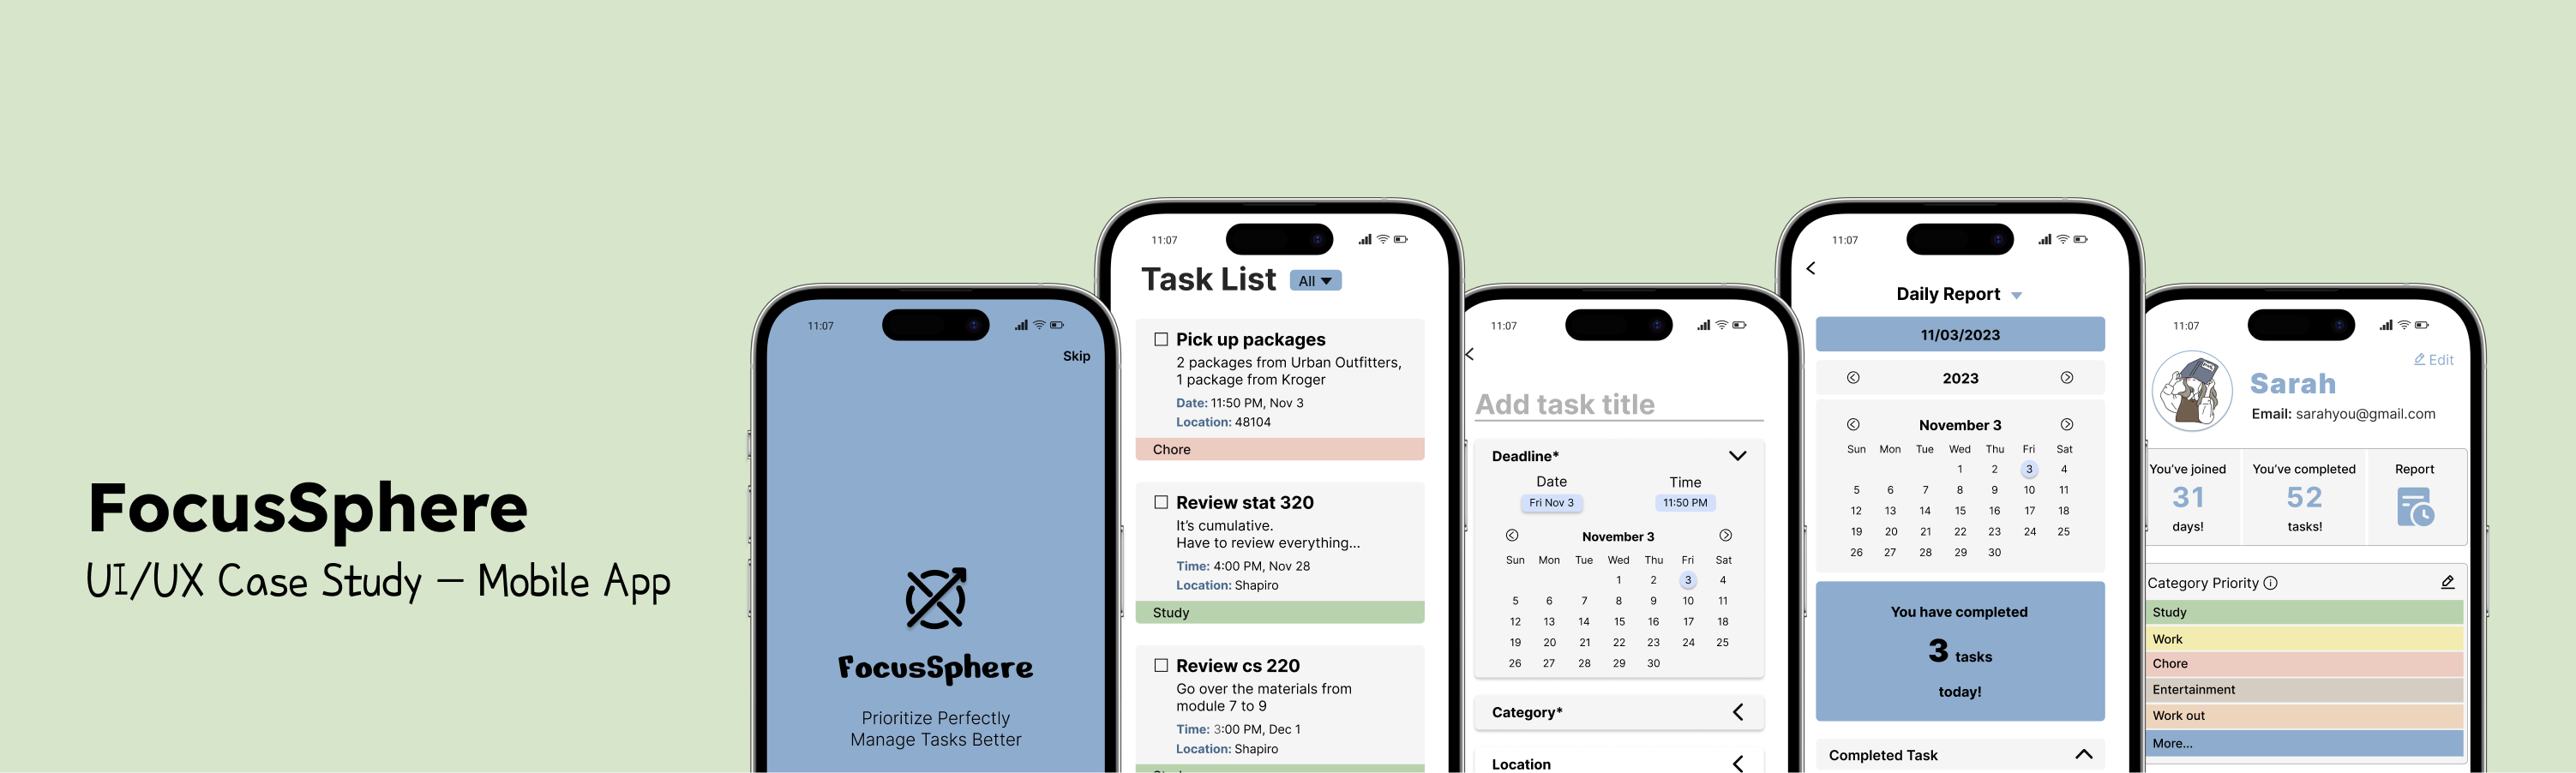 FocusSphere
UI/UX Case Study – Mobile App
11:07
Skip
FocusSphere
Prioritize Perfectly
Manage Tasks Better
11:07
Task List All
Pick up packages
2 packages from Urban Outfitters,
1 package from Kroger
Date: 11:50 PM, Nov 3
Location: 48104
Chore
Review stat 320
It's cumulative.
Have to review everything...
Time: 4:00 PM, Nov 28
Location: Shapiro
Study
Review cs 220
Go over the materials from
module 7 to 9
Time: 3:00 PM, Dec 1
Location: Shapiro
11:07
Add task title
Deadline*
Date Time
Fri Nov 3 11:50 PM
November 3
Sun Mon Tue Wed Thu Fri Sat
1 2 3 4
5 6 7 8 9 10 11
12 13 14 15 16 17 18
19 20 21 22 23 24 25
26 27 28 29 30
Category*
Location
11:07
Daily Report
11/03/2023
2023
November 3
Sun Mon Tue Wed Thu Fri Sat
1 2 3 4
5 6 7 8 9 10 11
12 13 14 15 16 17 18
19 20 21 22 23 24 25
26 27 28 29 30
You have completed
3 tasks
today!
Completed Task
11:07
Edit
Sarah
Email: sarahyou@gmail.com
You've joined You've completed Report
31 52
days! tasks!
Category Priority
Study
Work
Chore
Entertainment
Work out
More...